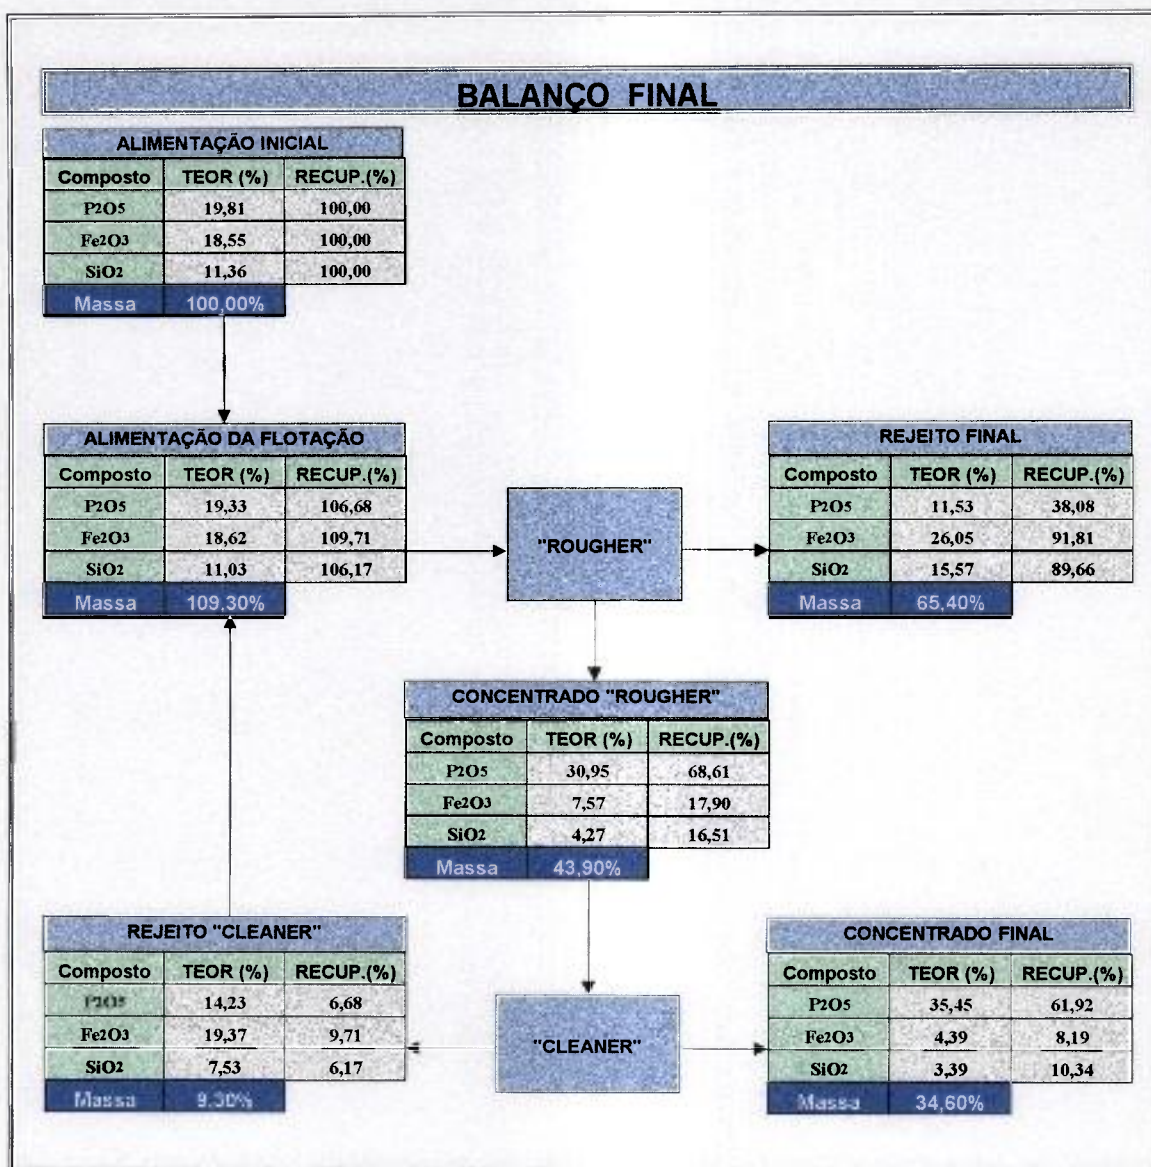 BALANÇO FINAL
ALIMENTAÇÃO INICIAL
Composto TEOR (%) RECUP.(%)
P2O5 19,81 100,00
Fe2O3 18,55 100,00
SiO2 11,36 100,00
Massa 100,00%
ALIMENTAÇÃO DA FLOTAÇÃO
Composto TEOR (%) RECUP.(%)
P2O5 19,33 106,68
Fe2O3 18,62 109,71
SiO2 11,03 106,17
Massa 109,30%
"ROUGHER"
REJEITO FINAL
Composto TEOR (%) RECUP.(%)
P2O5 11,53 38,08
Fe2O3 26,05 91,81
SiO2 15,57 89,66
Massa 65,40%
CONCENTRADO "ROUGHER"
Composto TEOR (%) RECUP.(%)
P2O5 30,95 68,61
Fe2O3 7,57 17,90
SiO2 4,27 16,51
Massa 43,90%
REJEITO "CLEANER"
Composto TEOR (%) RECUP.(%)
P2O5 14,23 6,68
Fe2O3 19,37 9,71
SiO2 7,53 6,17
Massa 9,30%
"CLEANER"
CONCENTRADO FINAL
Composto TEOR (%) RECUP.(%)
P2O5 35,45 61,92
Fe2O3 4,39 8,19
SiO2 3,39 10,34
Massa 34,60%